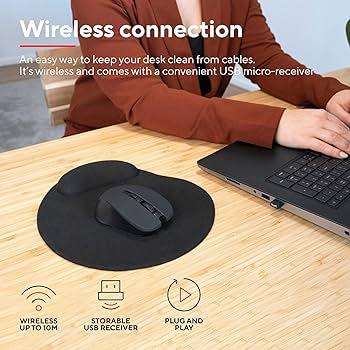 Wireless connection
An easy way to keep your desk clean from cables.
It's wireless and comes with a convenient USB micro-receiver
WIRELESS
UP TO 10M
STORABLE
USB RECEIVER
PLUG AND
PLAY